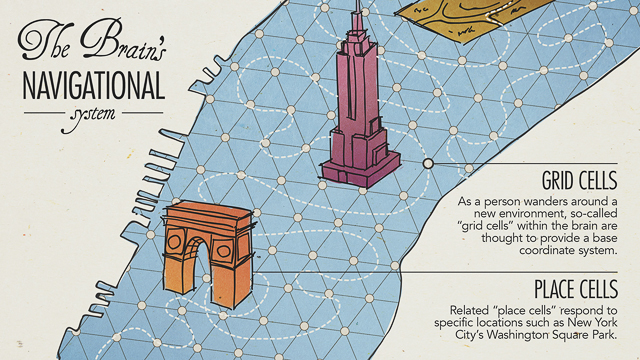 The Brain's
NAVIGATIONAL
system
GRID CELLS
As a person wanders around a
new environment, so-called
"grid cells" within the brain are
thought to provide a base
coordinate system.
PLACE CELLS
Related "place cells" respond to
specific locations such as New York
City's Washington Square Park.